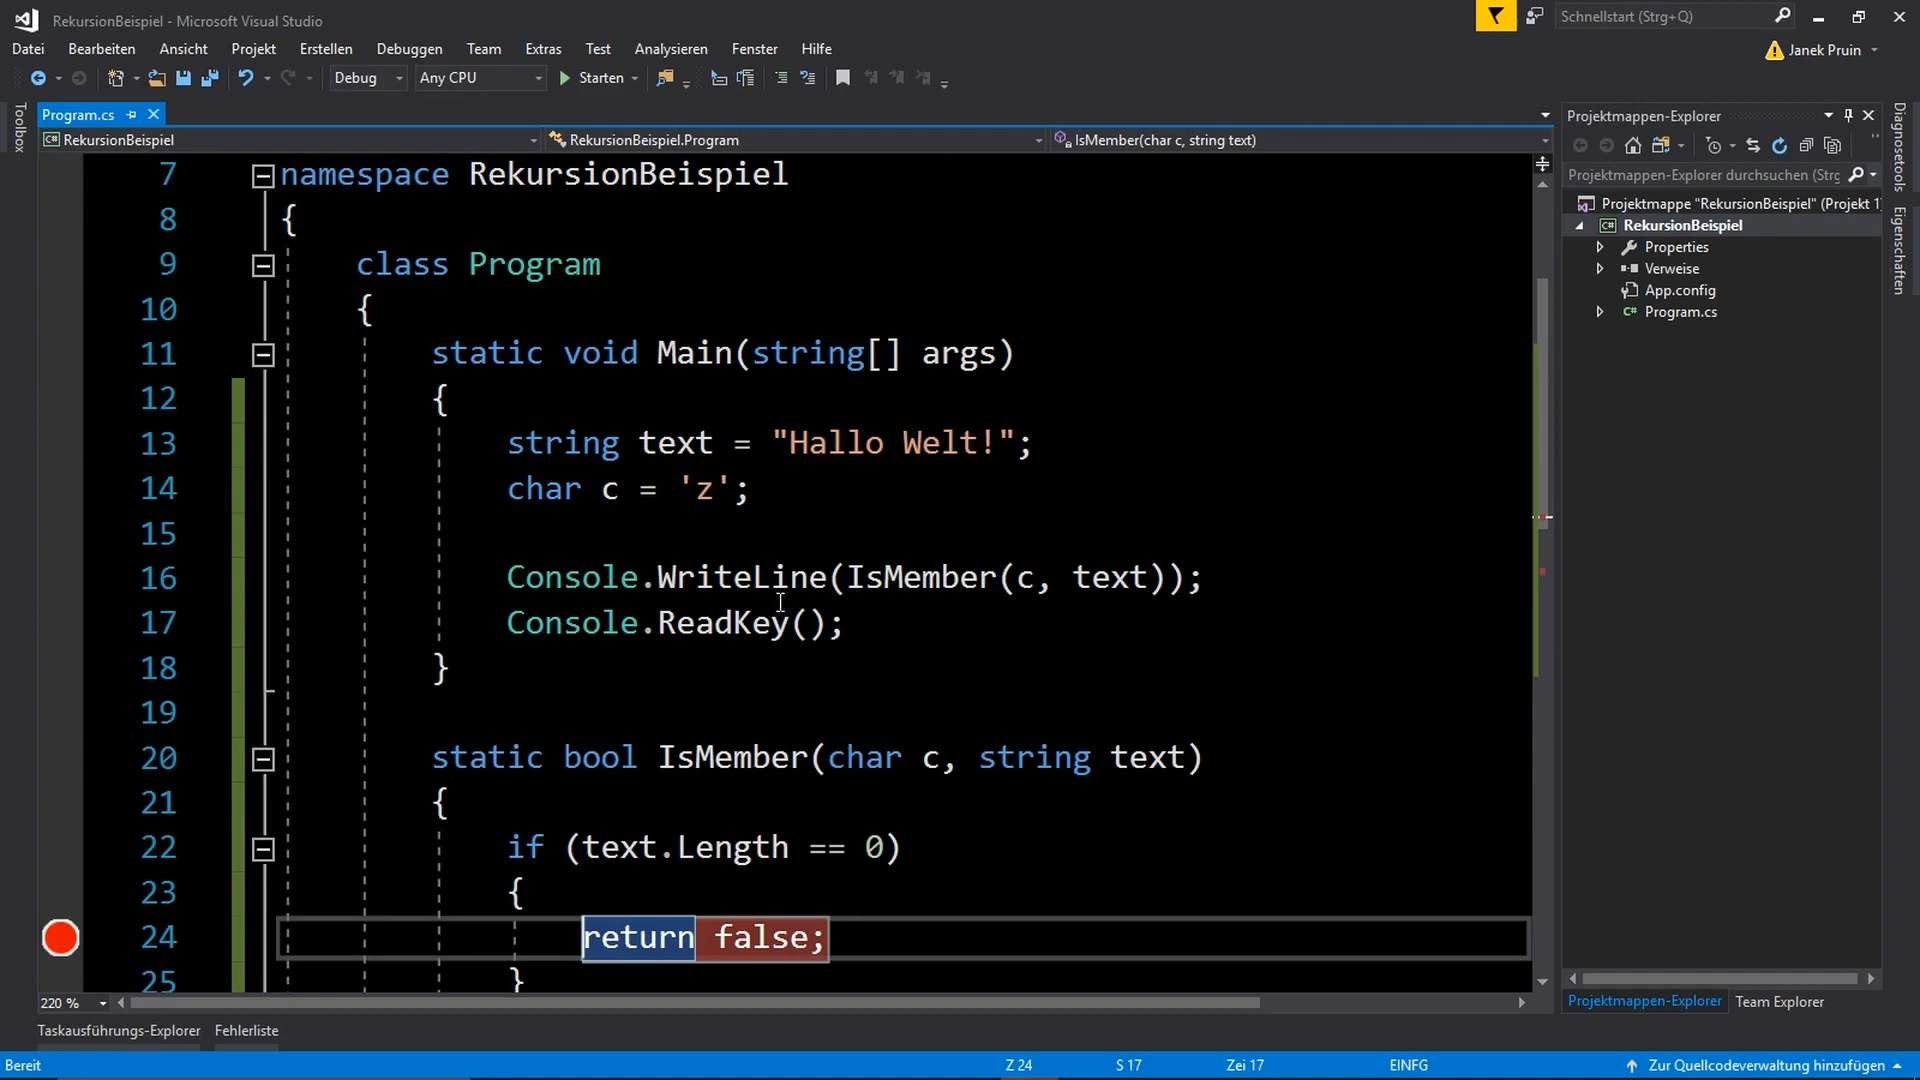 RekursionBeispiel - Microsoft Visual Studio
Schnellstart (Strg+Q)
Datei Bearbeiten Ansicht Projekt Erstellen Debuggen Team Extras Test Analysieren Fenster Hilfe
Janek Pruin
Debug Any CPU Starten
Toolbox
Program.cs
RekursionBeispiel RekursionBeispiel.Program IsMember(char c, string text)
7 namespace RekursionBeispiel
8 {
9 class Program
10 {
11 static void Main(string[] args)
12 {
13 string text = "Hallo Welt!";
14 char c = 'z';
15
16 Console.WriteLine(IsMember(c, text));
17 Console.ReadKey();
18 }
19
20 static bool IsMember(char c, string text)
21 {
22 if (text.Length == 0)
23 {
24 return false;
25 }
220 %
Projektmappen-Explorer
Projektmappen-Explorer durchsuchen (Strg
Projektmappe "RekursionBeispiel" (Projekt 1)
RekursionBeispiel
Properties
Verweise
App.config
C# Program.cs
Projektmappen-Explorer Team Explorer
Diagnosetools
Eigenschaften
Taskausführungs-Explorer Fehlerliste
Bereit Z 24 S 17 Zei 17 EINFG Zur Quellcodeverwaltung hinzufügen